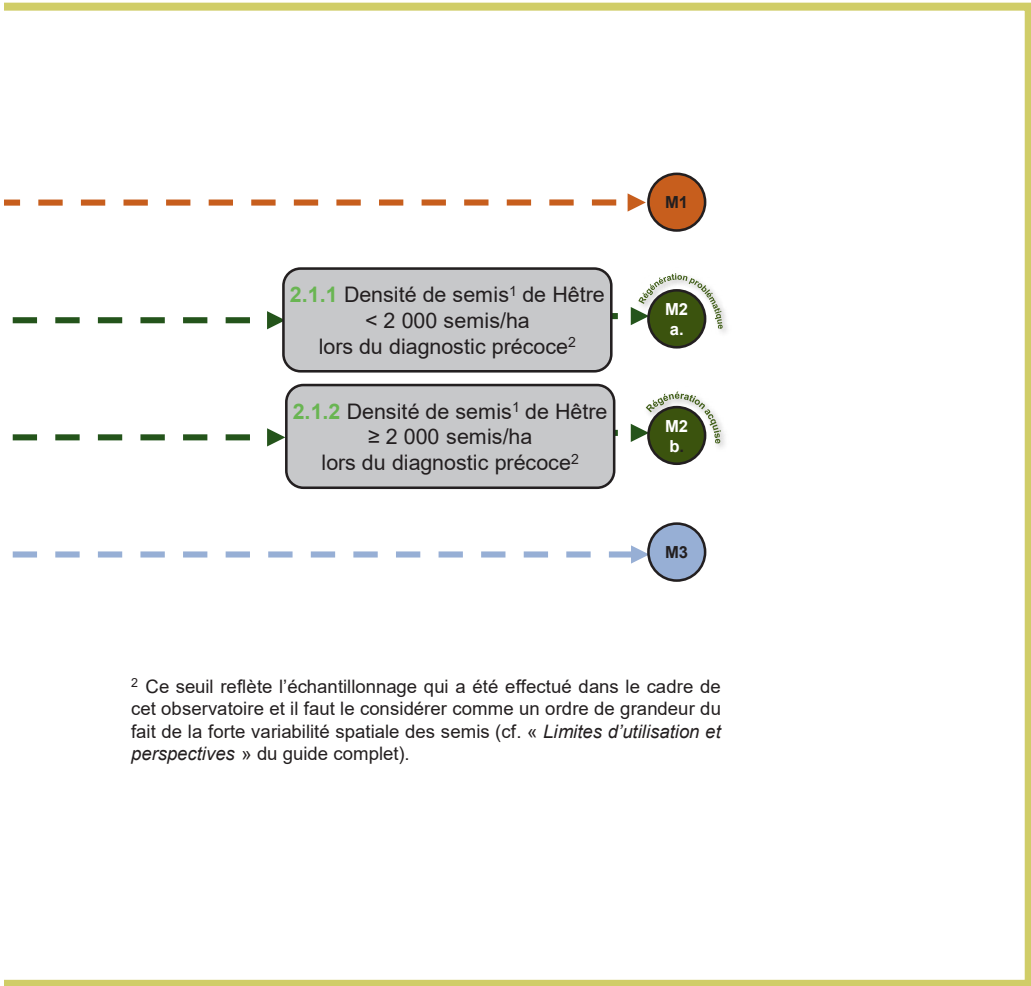 M1
2.1.1 Densité de semis¹ de Hêtre
< 2 000 semis/ha
lors du diagnostic précoce²
Régénération problématique
M2
a.
2.1.2 Densité de semis¹ de Hêtre
≥ 2 000 semis/ha
lors du diagnostic précoce²
Régénération acquise
M2
b.
M3
² Ce seuil reflète l’échantillonnage qui a été effectué dans le cadre de
cet observatoire et il faut le considérer comme un ordre de grandeur du
fait de la forte variabilité spatiale des semis (cf. « Limites d’utilisation et
perspectives » du guide complet).